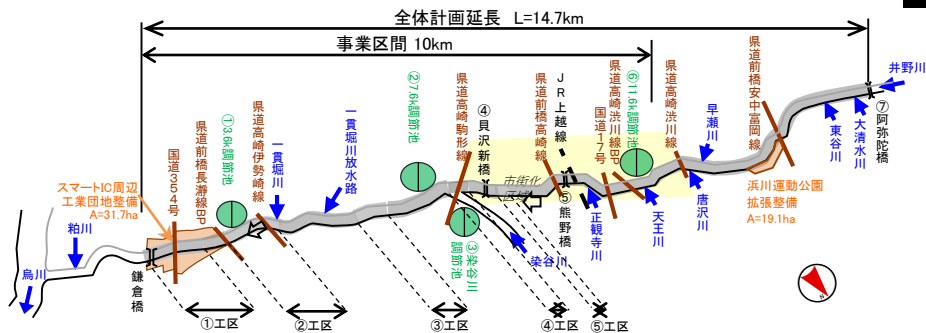 全体計画延長 L=14.7km
事業区間 10km
スマートIC周辺
工業団地整備
A=31.7ha
国道354号
県道前橋長瀞線BP
①3.6k調節池
県道高崎伊勢崎線
一貫堀川
一貫堀川放水路
②7.6k調節池
県道高崎駒形線
④貝沢新橋
県道前橋高崎線
JR上越線
国道17号
県道高崎渋川線BP
⑥11.6k調節池
県道高崎渋川線
早瀬川
県道前橋安中富岡線
井野川
⑦阿弥陀橋
大清水川
東谷川
浜川運動公園
拡張整備
A=19.1ha
唐沢川
天王川
正観寺川
⑤熊野橋
市街化
区域
染谷川
③染谷川
調節池
粕川
烏川
鎌倉橋
①工区
②工区
③工区
④工区
⑤工区
N